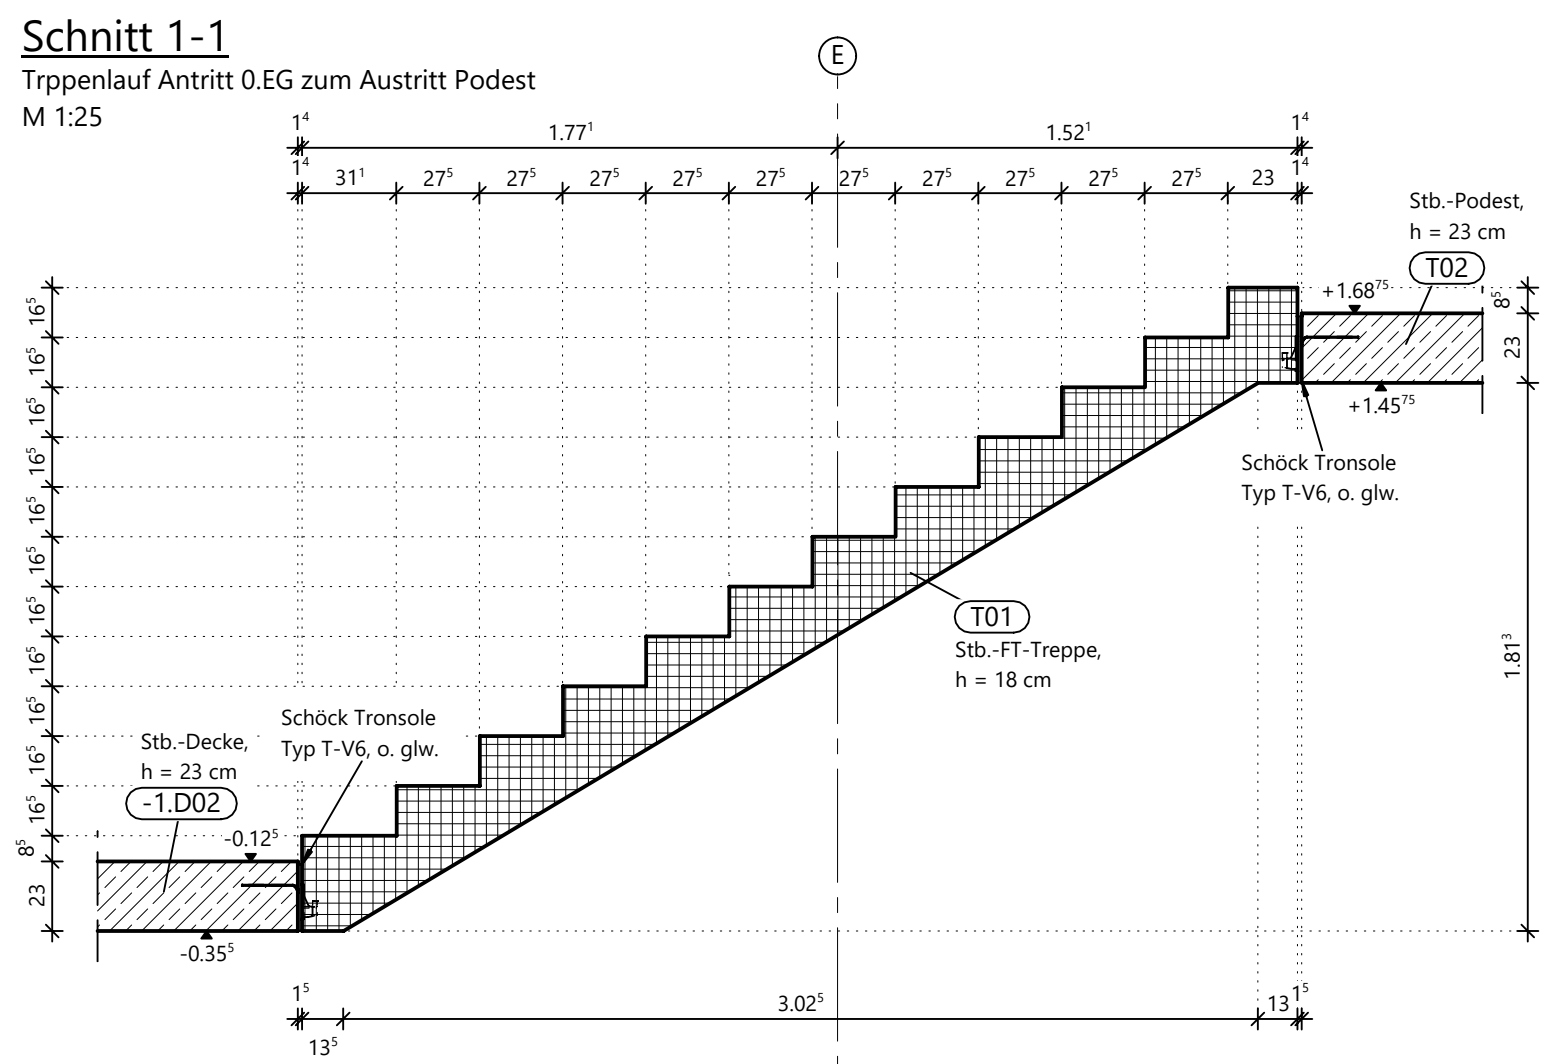 Schnitt 1-1
Trppenlauf Antritt 0.EG zum Austritt Podest
M 1:25
E
1⁴ 1.77¹ 1.52¹ 1⁴
1⁴ 31¹ 27⁵ 27⁵ 27⁵ 27⁵ 27⁵ 27⁵ 27⁵ 27⁵ 27⁵ 27⁵ 23 1⁴
Stb.-Podest,
h = 23 cm
T02
+1.68⁷⁵
+1.45⁷⁵
8⁵
23
1.81³
Schöck Tronsole
Typ T-V6, o. glw.
T01
Stb.-FT-Treppe,
h = 18 cm
16⁵
16⁵
16⁵
16⁵
16⁵
16⁵
16⁵
16⁵
16⁵
16⁵
16⁵
8⁵
23
Schöck Tronsole
Typ T-V6, o. glw.
Stb.-Decke,
h = 23 cm
-1.D02
-0.12⁵
-0.35⁵
1⁵ 3.02⁵ 13 1⁵
13⁵